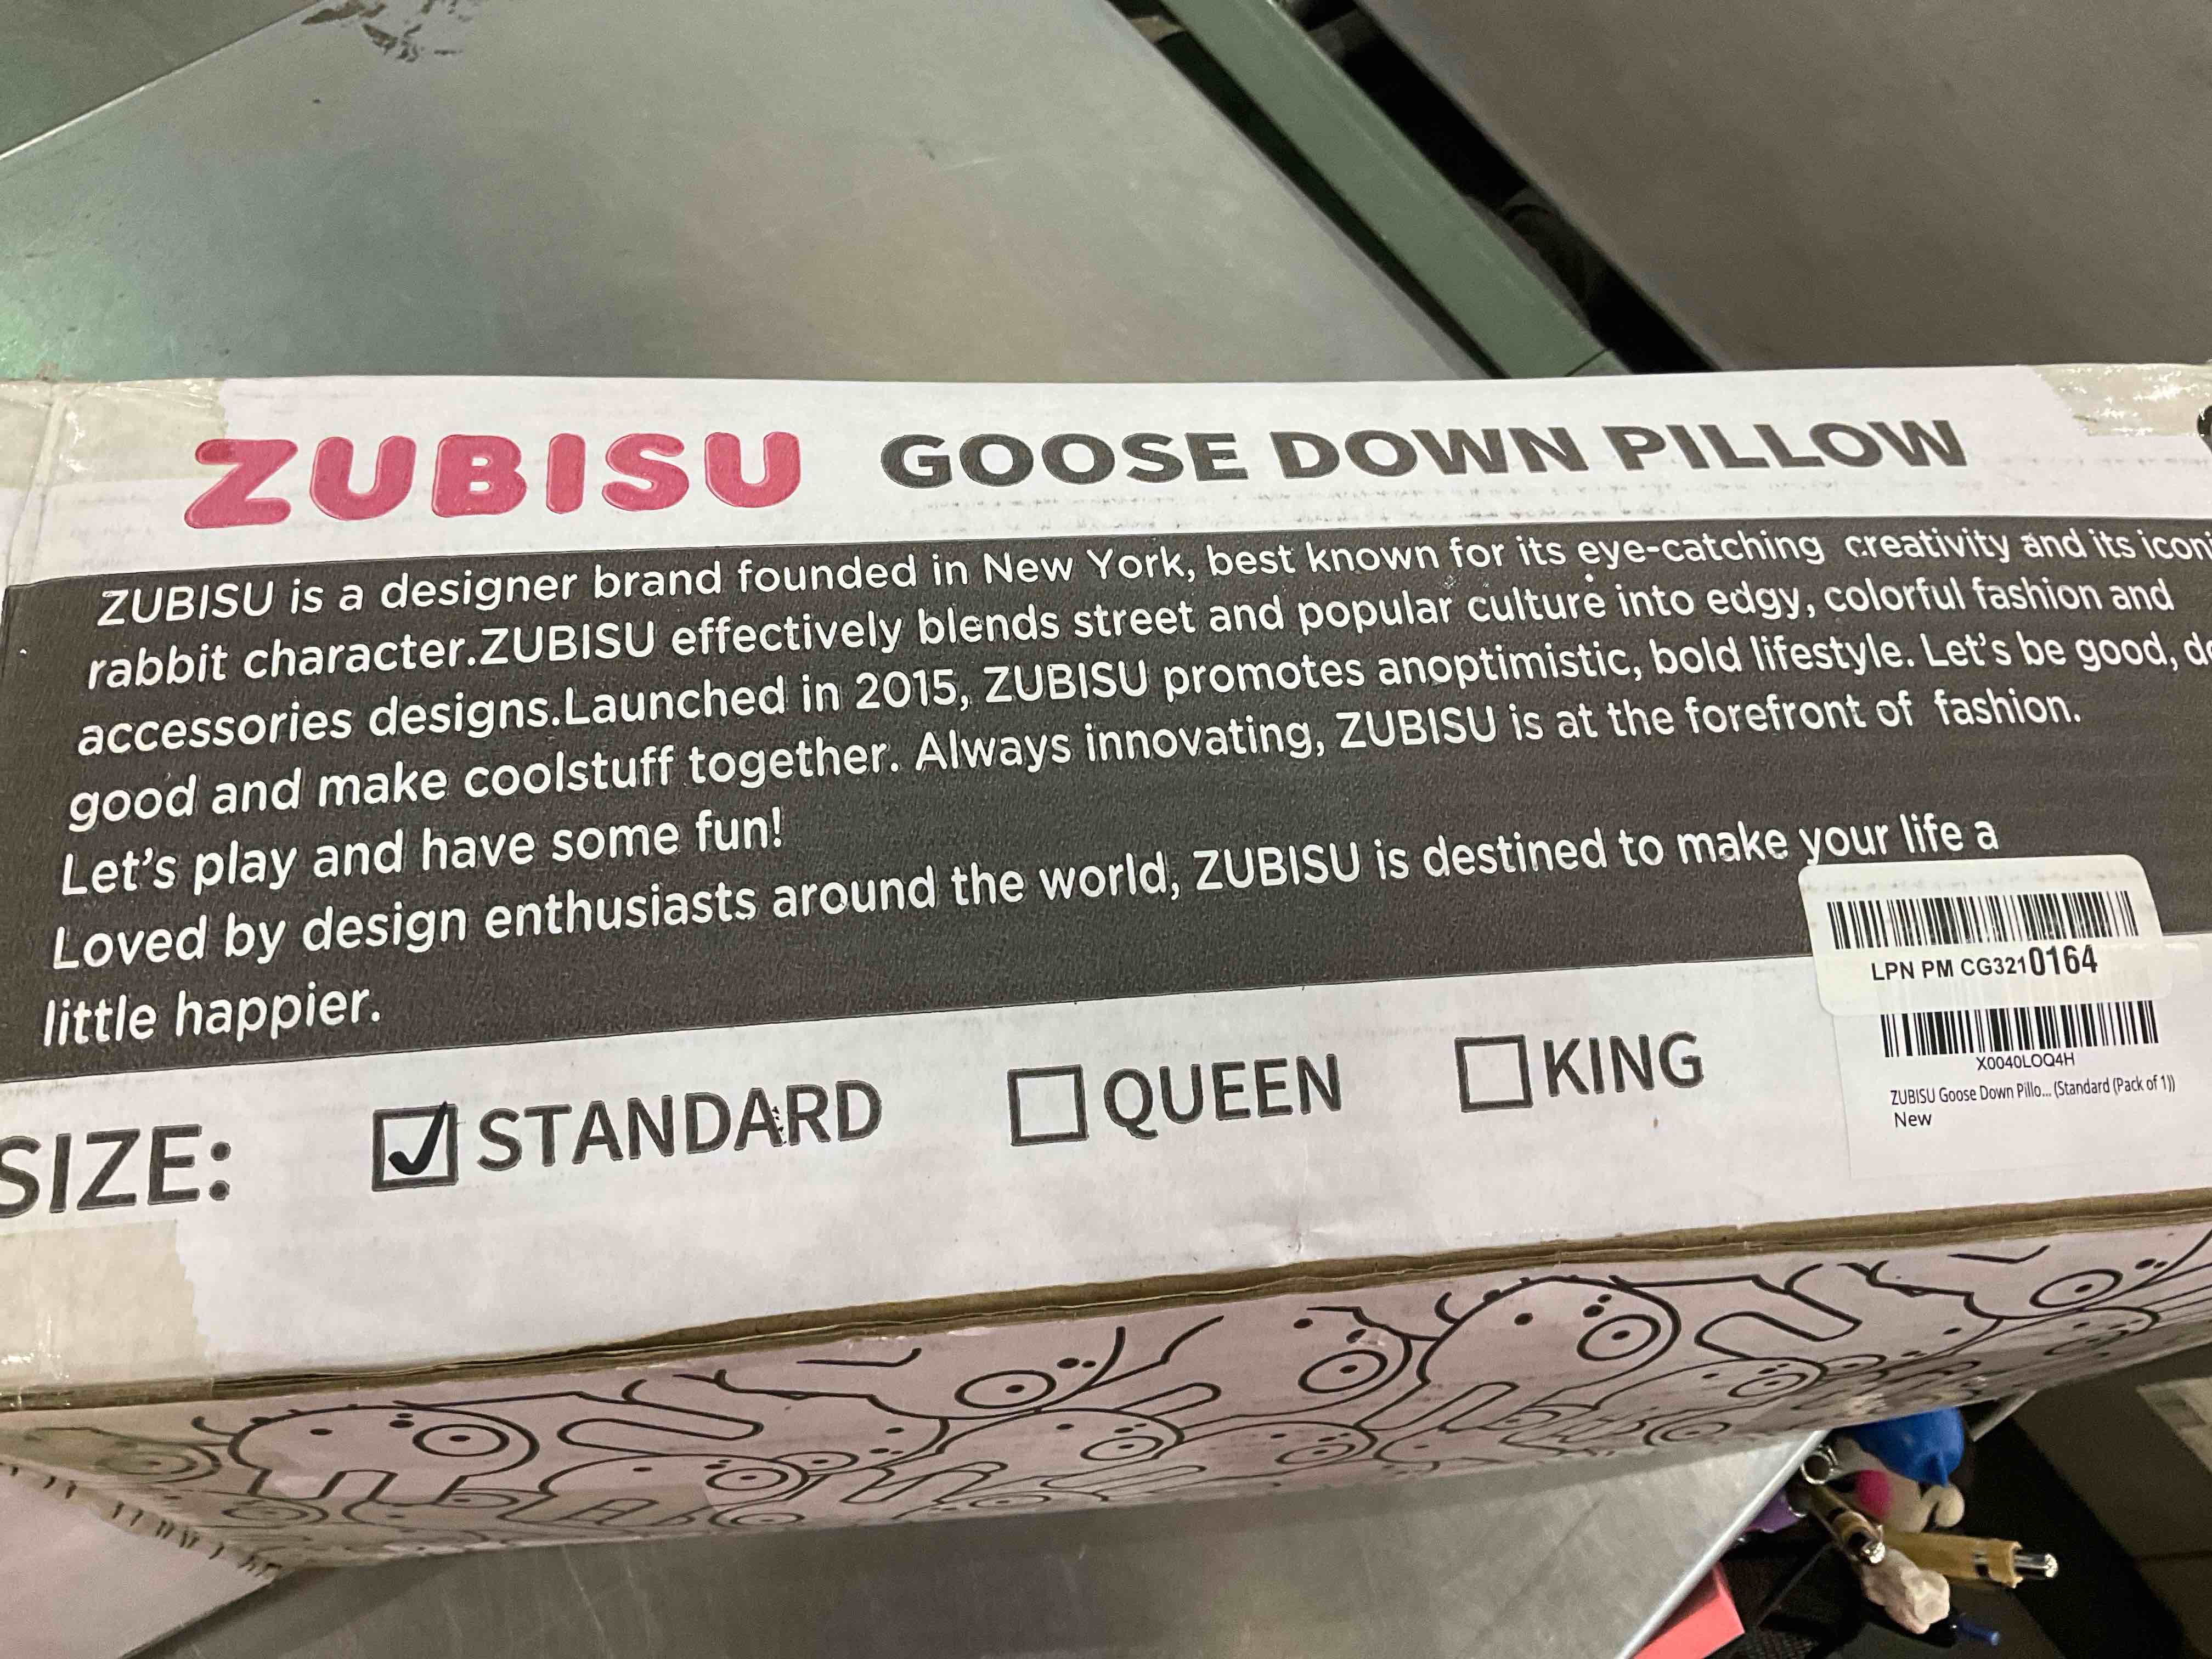 ZUBISU GOOSE DOWN PILLOW
ZUBISU is a designer brand founded in New York, best known for its eye-catching creativity and its
rabbit character.ZUBISU effectively blends street and popular culture into edgy, colorful fashion and
accessories designs.Launched in 2015, ZUBISU promotes anoptimistic, bold lifestyle. Let's be good,
good and make coolstuff together. Always innovating, ZUBISU is at the forefront of fashion.
Let's play and have some fun!
Loved by design enthusiasts around the world, ZUBISU is destined to make your life a
little happier.
LPN PM CG3210164
X0040LOQ4H
ZUBISU Goose Down Pillo... (Standard (Pack of 1))
New
SIZE: STANDARD QUEEN KING